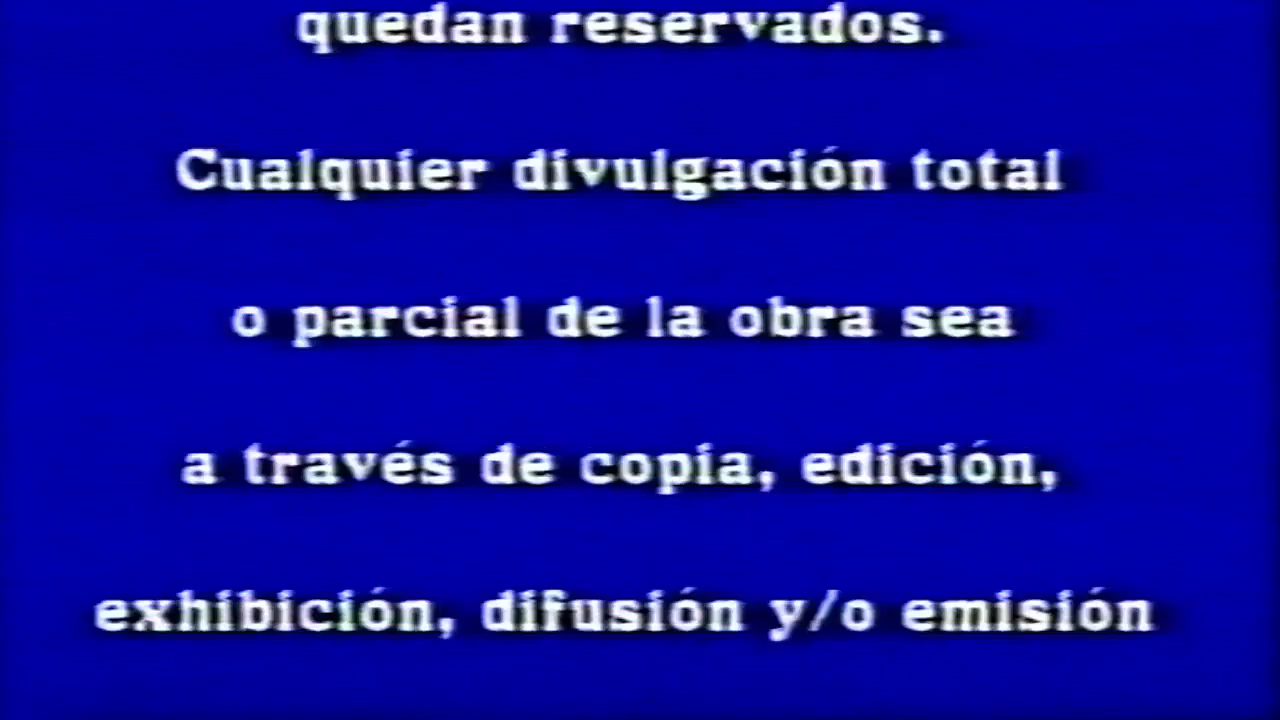 quedan reservados.
Cualquier divulgación total
o parcial de la obra sea
a través de copia, edición,
exhibición, difusión y/o emisión